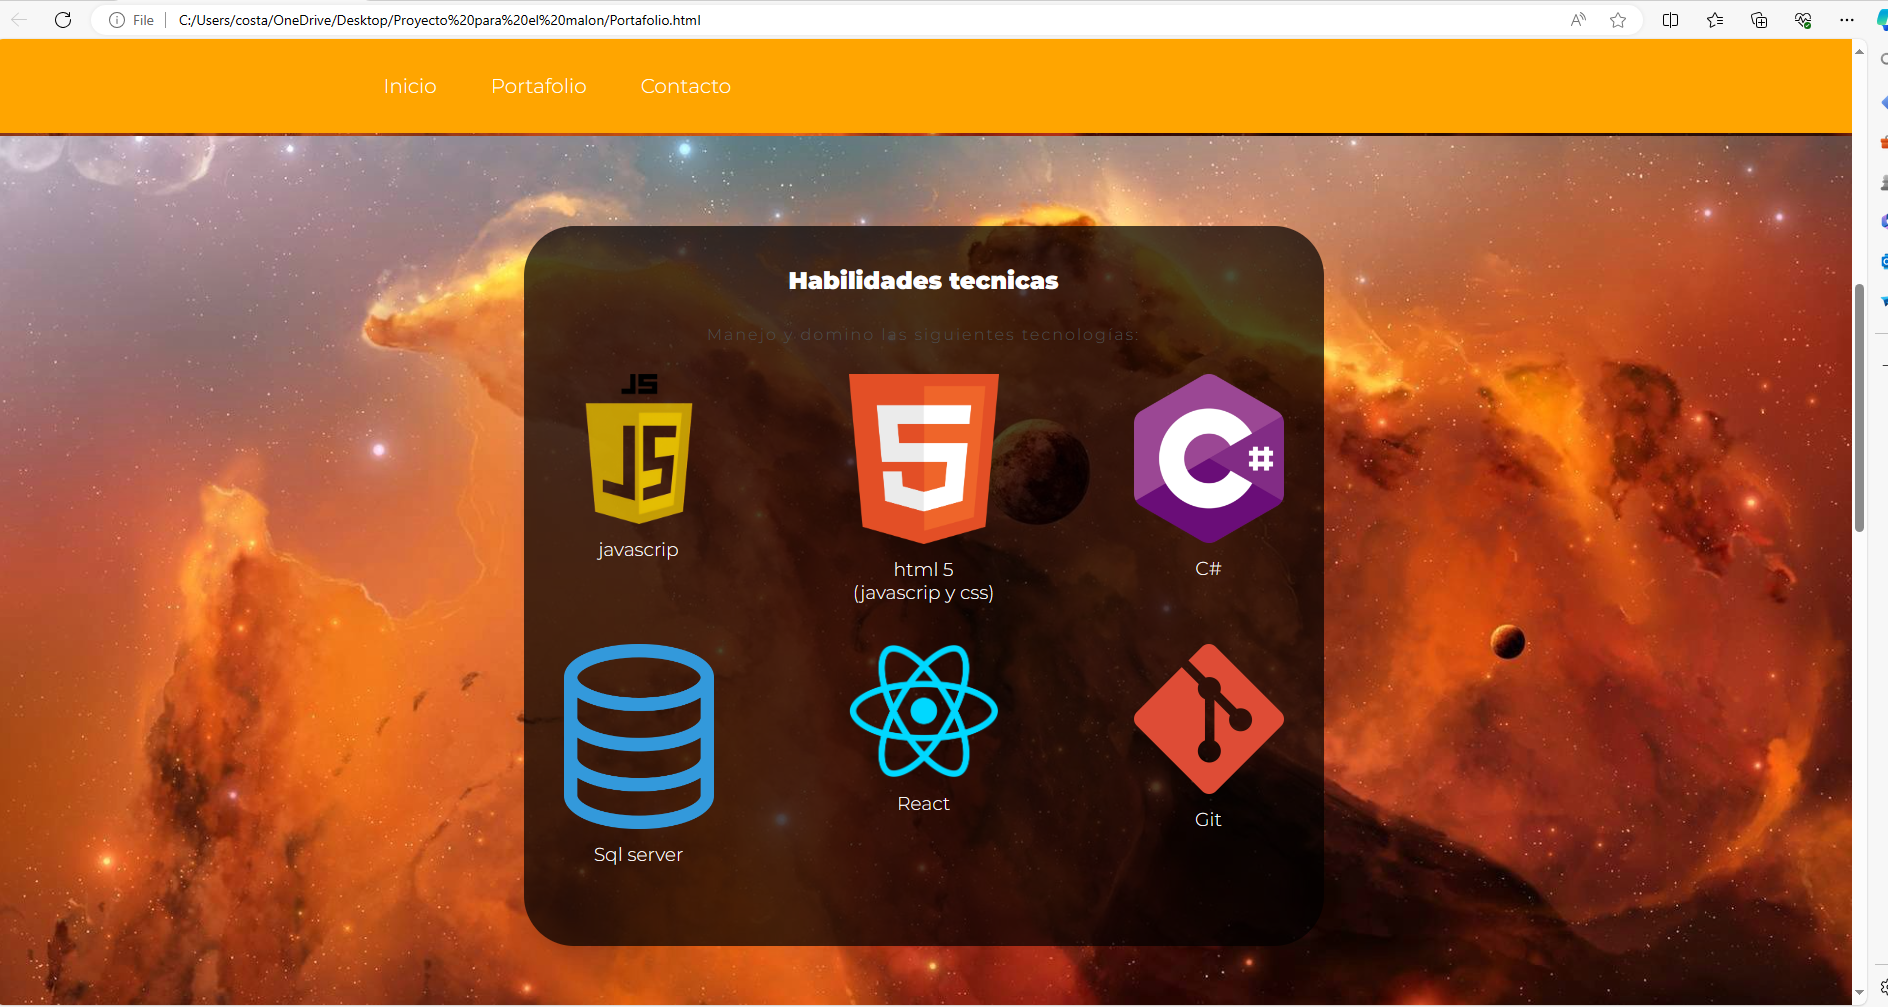 File
C:/Users/costa/OneDrive/Desktop/Proyecto%20para%20el%20malon/Portafolio.html
Inicio Portafolio Contacto
Habilidades tecnicas
Manejo y domino las siguientes tecnologías:
JS
JS
5
C#
javascrip
html 5
(javascrip y css)
C#
Sql server
React
Git